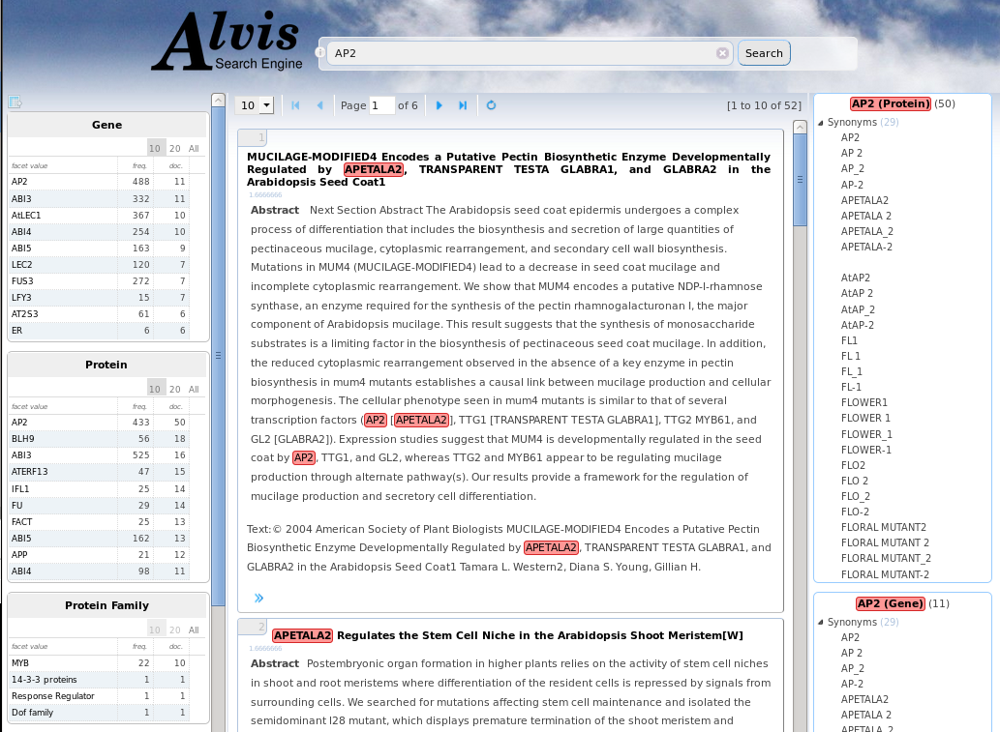 Alvis
Search Engine
AP2
Search
Gene
10 20 All
facet value freq. doc.
AP2 488 11
ABI3 332 11
AtLEC1 367 10
ABI4 254 10
ABI5 163 9
LEC2 120 7
FUS3 272 7
LFY3 15 7
AT2S3 61 6
ER 6 6
Protein
10 20 All
facet value freq. doc.
AP2 433 50
BLH9 56 18
ABI3 525 16
ATERF13 47 15
IFL1 25 14
FU 29 14
FACT 25 13
ABI5 162 13
APP 21 12
ABI4 98 11
Protein Family
10 20 All
facet value freq. doc.
MYB 22 10
14-3-3 proteins 1 1
Response Regulator 1 1
Dof family 1 1
10 Page 1 of 6 [1 to 10 of 52]
1
MUCILAGE-MODIFIED4 Encodes a Putative Pectin Biosynthetic Enzyme Developmentally
Regulated by APETALA2, TRANSPARENT TESTA GLABRA1, and GLABRA2 in the
Arabidopsis Seed Coat1
1.6666666
Abstract Next Section Abstract The Arabidopsis seed coat epidermis undergoes a complex
process of differentiation that includes the biosynthesis and secretion of large quantities of
pectinaceous mucilage, cytoplasmic rearrangement, and secondary cell wall biosynthesis.
Mutations in MUM4 (MUCILAGE-MODIFIED4) lead to a decrease in seed coat mucilage and
incomplete cytoplasmic rearrangement. We show that MUM4 encodes a putative NDP-l-rhamnose
synthase, an enzyme required for the synthesis of the pectin rhamnogalacturonan I, the major
component of Arabidopsis mucilage. This result suggests that the synthesis of monosaccharide
substrates is a limiting factor in the biosynthesis of pectinaceous seed coat mucilage. In addition,
the reduced cytoplasmic rearrangement observed in the absence of a key enzyme in pectin
biosynthesis in mum4 mutants establishes a causal link between mucilage production and cellular
morphogenesis. The cellular phenotype seen in mum4 mutants is similar to that of several
transcription factors (AP2 [APETALA2], TTG1 [TRANSPARENT TESTA GLABRA1], TTG2 MYB61, and
GL2 [GLABRA2]). Expression studies suggest that MUM4 is developmentally regulated in the seed
coat by AP2, TTG1, and GL2, whereas TTG2 and MYB61 appear to be regulating mucilage
production through alternate pathway(s). Our results provide a framework for the regulation of
mucilage production and secretory cell differentiation.
Text:© 2004 American Society of Plant Biologists MUCILAGE-MODIFIED4 Encodes a Putative Pectin
Biosynthetic Enzyme Developmentally Regulated by APETALA2, TRANSPARENT TESTA GLABRA1, and
GLABRA2 in the Arabidopsis Seed Coat1 Tamara L. Western2, Diana S. Young, Gillian H.
»
2
APETALA2 Regulates the Stem Cell Niche in the Arabidopsis Shoot Meristem[W]
1.6666666
Abstract Postembryonic organ formation in higher plants relies on the activity of stem cell niches
in shoot and root meristems where differentiation of the resident cells is repressed by signals from
surrounding cells. We searched for mutations affecting stem cell maintenance and isolated the
semidominant l28 mutant, which displays premature termination of the shoot meristem and
AP2 (Protein) (50)
Synonyms (29)
AP2
AP 2
AP_2
AP-2
APETALA2
APETALA 2
APETALA_2
APETALA-2
AtAP2
AtAP 2
AtAP_2
AtAP-2
FL1
FL 1
FL_1
FL-1
FLOWER1
FLOWER 1
FLOWER_1
FLOWER-1
FLO2
FLO 2
FLO_2
FLO-2
FLORAL MUTANT2
FLORAL MUTANT 2
FLORAL MUTANT_2
FLORAL MUTANT-2
AP2 (Gene) (11)
Synonyms (29)
AP2
AP 2
AP_2
AP-2
APETALA2
APETALA 2
APETALA_2